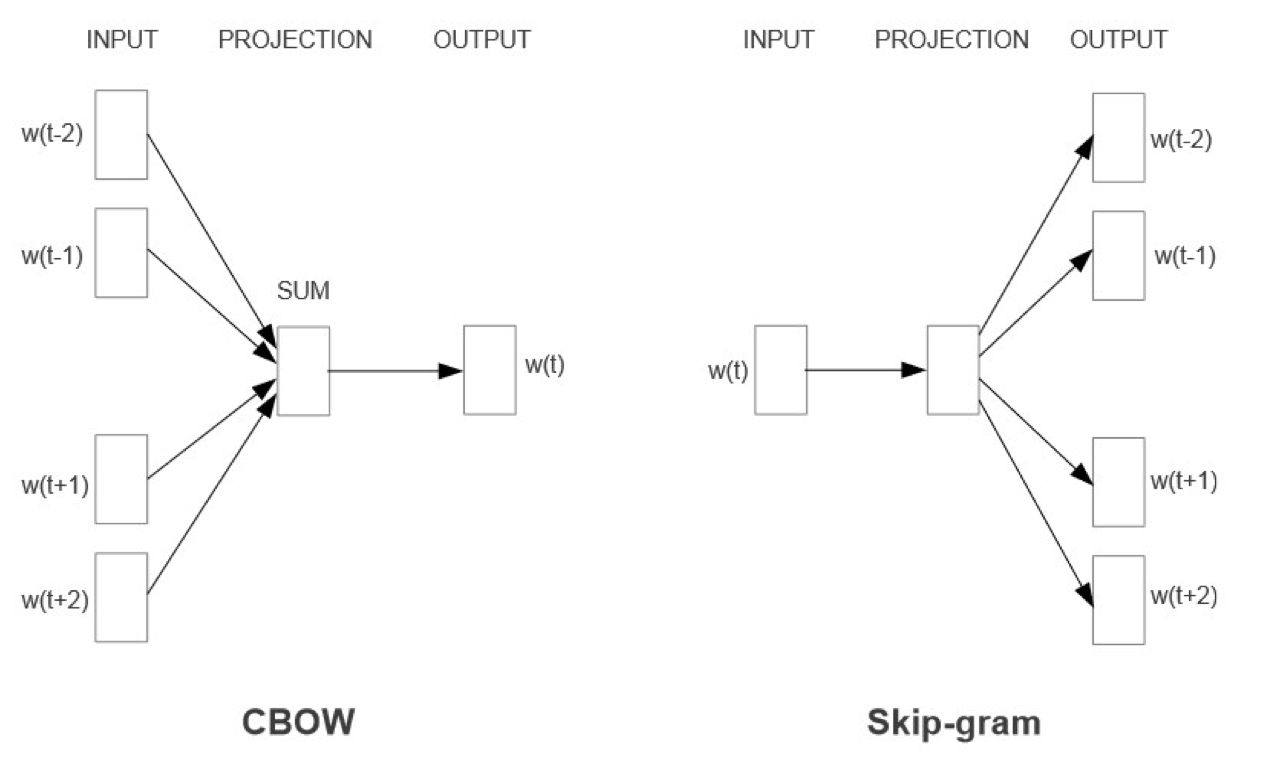 INPUT PROJECTION OUTPUT
w(t-2)
w(t-1)
SUM
w(t)
w(t+1)
w(t+2)
CBOW
INPUT PROJECTION OUTPUT
w(t-2)
w(t-1)
w(t)
w(t+1)
w(t+2)
Skip-gram